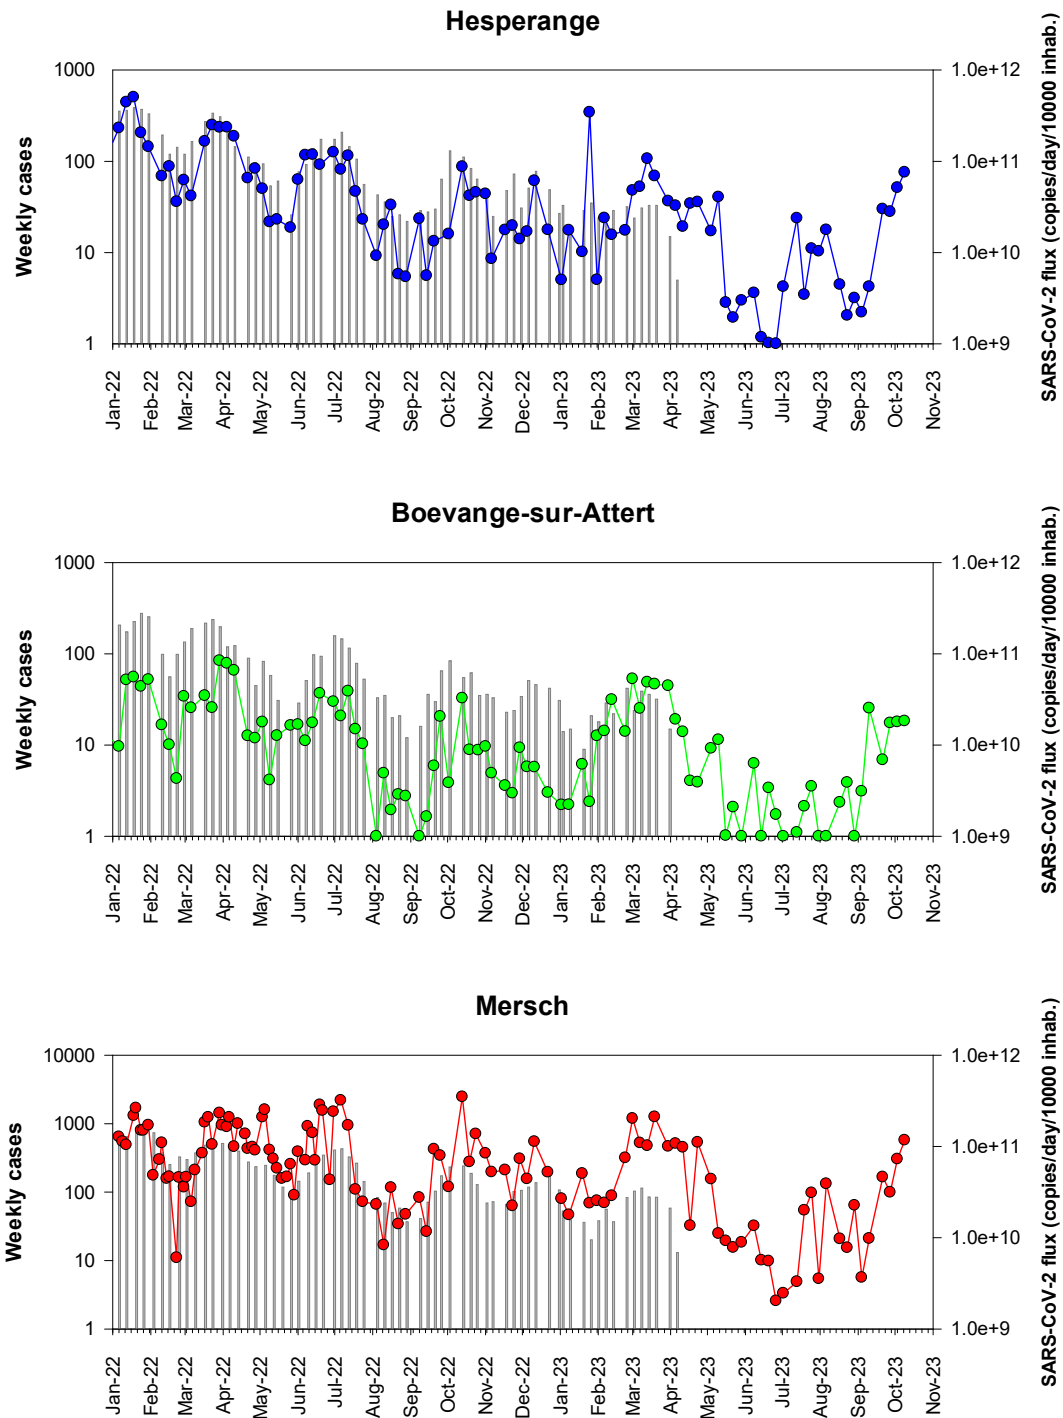 Hesperange
Weekly cases
SARS-CoV-2 flux (copies/day/10000 inhab.)
1000
100
10
1
1.0e+12
1.0e+11
1.0e+10
1.0e+9
Jan-22
Feb-22
Mar-22
Apr-22
May-22
Jun-22
Jul-22
Aug-22
Sep-22
Oct-22
Nov-22
Dec-22
Jan-23
Feb-23
Mar-23
Apr-23
May-23
Jun-23
Jul-23
Aug-23
Sep-23
Oct-23
Nov-23
Boevange-sur-Attert
Weekly cases
SARS-CoV-2 flux (copies/day/10000 inhab.)
1000
100
10
1
1.0e+12
1.0e+11
1.0e+10
1.0e+9
Jan-22
Feb-22
Mar-22
Apr-22
May-22
Jun-22
Jul-22
Aug-22
Sep-22
Oct-22
Nov-22
Dec-22
Jan-23
Feb-23
Mar-23
Apr-23
May-23
Jun-23
Jul-23
Aug-23
Sep-23
Oct-23
Nov-23
Mersch
Weekly cases
SARS-CoV-2 flux (copies/day/10000 inhab.)
10000
1000
100
10
1
1.0e+12
1.0e+11
1.0e+10
1.0e+9
Jan-22
Feb-22
Mar-22
Apr-22
May-22
Jun-22
Jul-22
Aug-22
Sep-22
Oct-22
Nov-22
Dec-22
Jan-23
Feb-23
Mar-23
Apr-23
May-23
Jun-23
Jul-23
Aug-23
Sep-23
Oct-23
Nov-23